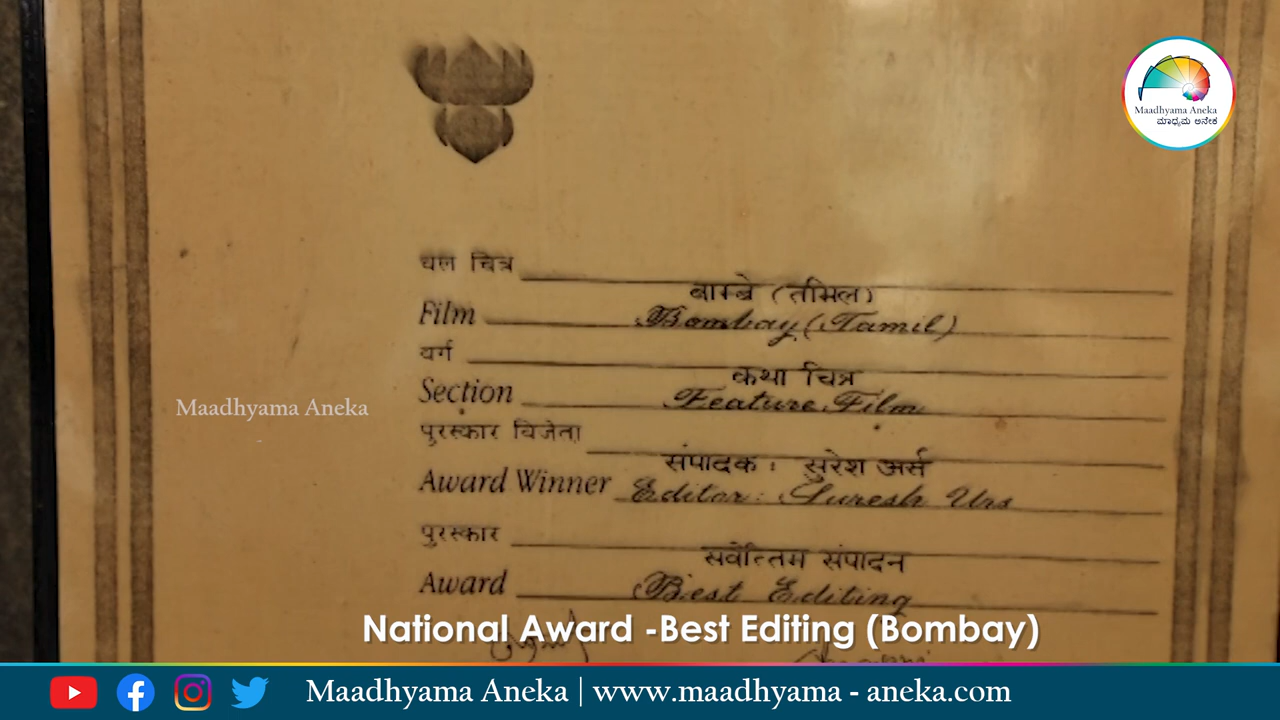 Maadhyama Aneka
ಮಾಧ್ಯಮ ಅನೇಕ
चल चित्र
बाम्बे (तमिल)
Film Bombay (Tamil)
वर्ग
कथा चित्र
Section Feature Film
Maadhyama Aneka
पुरस्कार विजेता
संपादक: सुरेश अर्स
Award Winner Editor: Suresh Urs
पुरस्कार
सर्वोत्तम संपादन
Award Best Editing
National Award -Best Editing (Bombay)
Maadhyama Aneka | www.maadhyama - aneka.com